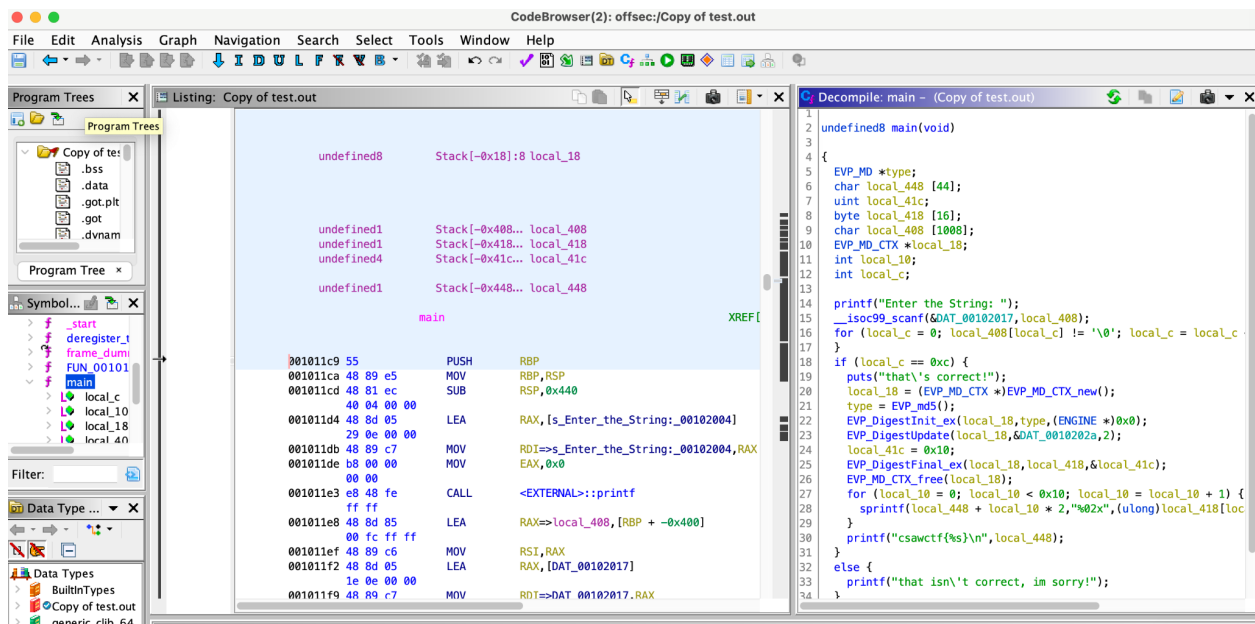 CodeBrowser(2): offsec:/Copy of test.out
File Edit Analysis Graph Navigation Search Select Tools Window Help
I D U L F B
Program Trees
Program Trees
Copy of tes
.bss
.data
.got.plt
.got
.dynam
Program Tree ×
Symbol...
_start
deregister_t
frame_dumi
FUN_00101
main
local_c
local_10
local_18
local_40
Filter:
Data Type ...
Data Types
BuiltInTypes
Copy of test.out
generic_clib_64
Listing: Copy of test.out
undefined8 Stack[-0x18]:8 local_18
undefined1 Stack[-0x408... local_408
undefined1 Stack[-0x418... local_418
undefined4 Stack[-0x41c... local_41c
undefined1 Stack[-0x448... local_448
main XREF[
001011c9 55 PUSH RBP
001011ca 48 89 e5 MOV RBP,RSP
001011cd 48 81 ec SUB RSP,0x440
40 04 00 00
001011d4 48 8d 05 LEA RAX,[s_Enter_the_String:_00102004]
29 0e 00 00
001011db 48 89 c7 MOV RDI=>s_Enter_the_String:_00102004,RAX
001011de b8 00 00 MOV EAX,0x0
00 00
001011e3 e8 48 fe CALL <EXTERNAL>::printf
ff ff
001011e8 48 8d 85 LEA RAX=>local_408,[RBP + -0x400]
00 fc ff ff
001011ef 48 89 c6 MOV RSI,RAX
001011f2 48 8d 05 LEA RAX,[DAT_00102017]
1e 0e 00 00
001011f9 48 89 c7 MOV RDI=>DAT_00102017,RAX
Decompile: main - (Copy of test.out)
1
2 undefined8 main(void)
3
4 {
5 EVP_MD *type;
6 char local_448 [44];
7 uint local_41c;
8 byte local_418 [16];
9 char local_408 [1008];
10 EVP_MD_CTX *local_18;
11 int local_10;
12 int local_c;
13
14 printf("Enter the String: ");
15 __isoc99_scanf(&DAT_00102017,local_408);
16 for (local_c = 0; local_408[local_c] != '\0'; local_c = local_c
17 }
18 if (local_c == 0xc) {
19 puts("that\'s correct!");
20 local_18 = (EVP_MD_CTX *)EVP_MD_CTX_new();
21 type = EVP_md5();
22 EVP_DigestInit_ex(local_18,type,(ENGINE *)0x0);
23 EVP_DigestUpdate(local_18,&DAT_0010202a,2);
24 local_41c = 0x10;
25 EVP_DigestFinal_ex(local_18,local_418,&local_41c);
26 EVP_MD_CTX_free(local_18);
27 for (local_10 = 0; local_10 < 0x10; local_10 = local_10 + 1) {
28 sprintf(local_448 + local_10 * 2,"%02x",(ulong)local_418[loc
29 }
30 printf("csawctf{%s}\n",local_448);
31 }
32 else {
33 printf("that isn\'t correct, im sorry!");
34 }